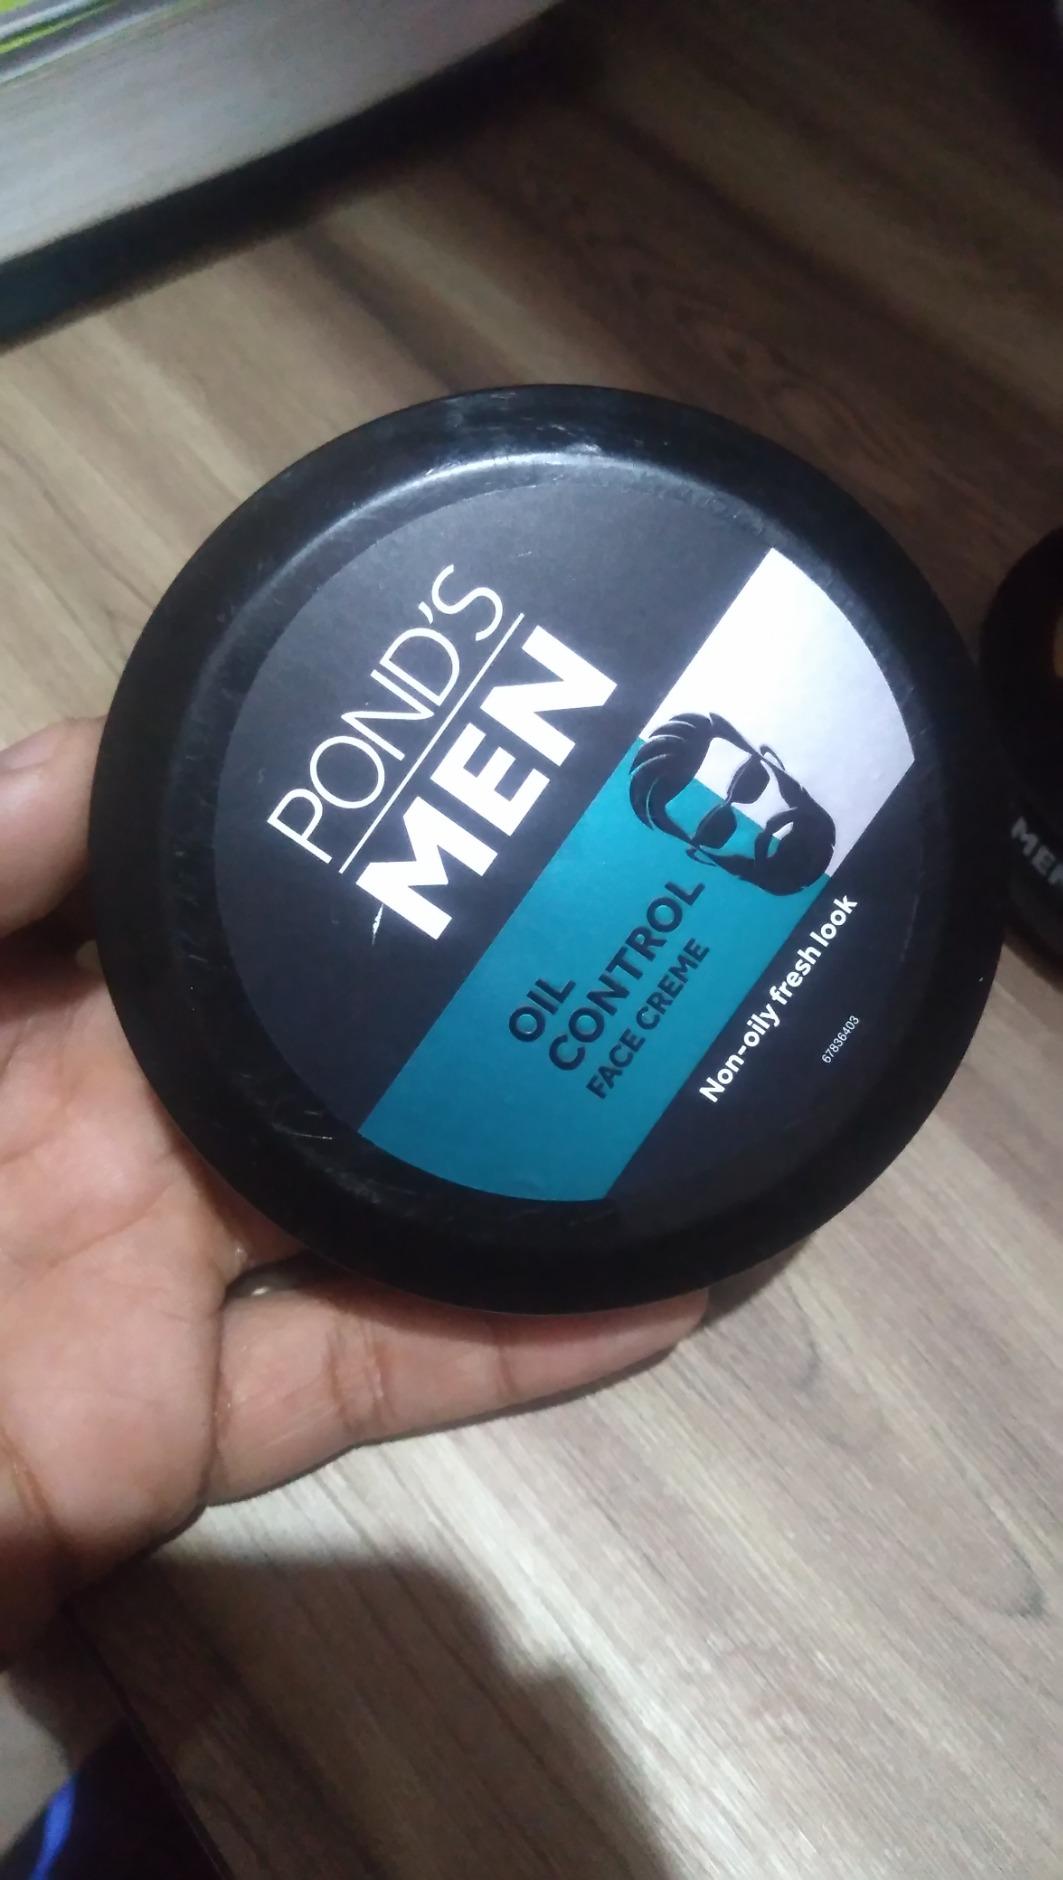 POND'S
MEN
OIL
CONTROL
FACE CREME
Non-oily fresh look
67836403